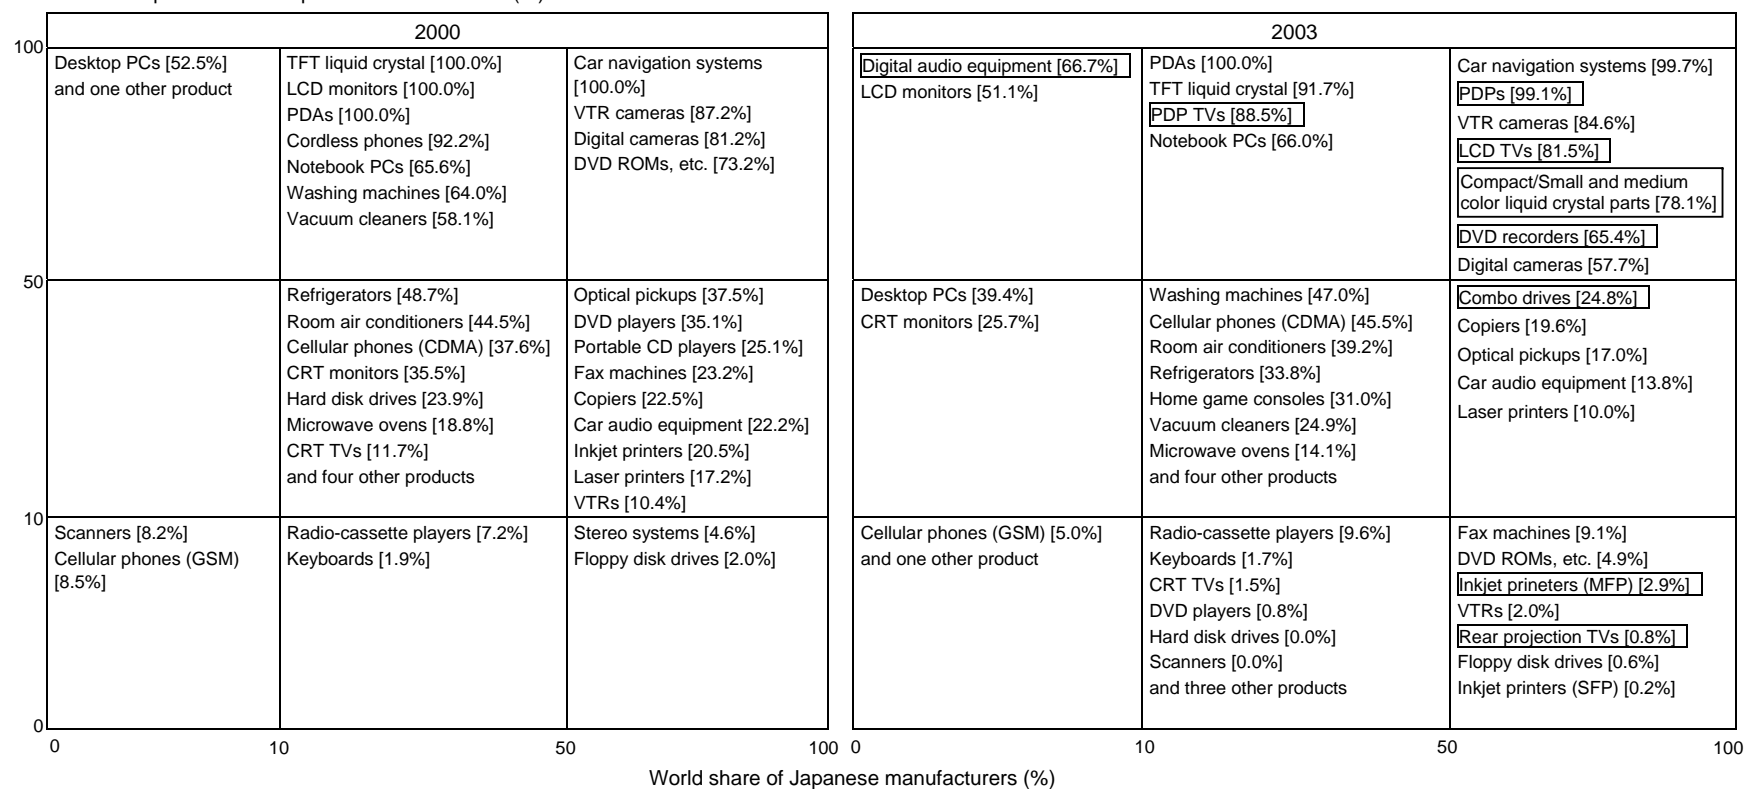 2000
100
Desktop PCs [52.5%]
and one other product
TFT liquid crystal [100.0%]
LCD monitors [100.0%]
PDAs [100.0%]
Cordless phones [92.2%]
Notebook PCs [65.6%]
Washing machines [64.0%]
Vacuum cleaners [58.1%]
Car navigation systems
[100.0%]
VTR cameras [87.2%]
Digital cameras [81.2%]
DVD ROMs, etc. [73.2%]
50
Refrigerators [48.7%]
Room air conditioners [44.5%]
Cellular phones (CDMA) [37.6%]
CRT monitors [35.5%]
Hard disk drives [23.9%]
Microwave ovens [18.8%]
CRT TVs [11.7%]
and four other products
Optical pickups [37.5%]
DVD players [35.1%]
Portable CD players [25.1%]
Fax machines [23.2%]
Copiers [22.5%]
Car audio equipment [22.2%]
Inkjet printers [20.5%]
Laser printers [17.2%]
VTRs [10.4%]
10
Scanners [8.2%]
Cellular phones (GSM)
[8.5%]
Radio-cassette players [7.2%]
Keyboards [1.9%]
Stereo systems [4.6%]
Floppy disk drives [2.0%]
0
0
10
50
100
2003
Digital audio equipment [66.7%]
LCD monitors [51.1%]
PDAs [100.0%]
TFT liquid crystal [91.7%]
PDP TVs [88.5%]
Notebook PCs [66.0%]
Car navigation systems [99.7%]
PDPs [99.1%]
VTR cameras [84.6%]
LCD TVs [81.5%]
Compact/Small and medium
color liquid crystal parts [78.1%]
DVD recorders [65.4%]
Digital cameras [57.7%]
Desktop PCs [39.4%]
CRT monitors [25.7%]
Washing machines [47.0%]
Cellular phones (CDMA) [45.5%]
Room air conditioners [39.2%]
Refrigerators [33.8%]
Home game consoles [31.0%]
Vacuum cleaners [24.9%]
Microwave ovens [14.1%]
and four other products
Combo drives [24.8%]
Copiers [19.6%]
Optical pickups [17.0%]
Car audio equipment [13.8%]
Laser printers [10.0%]
Cellular phones (GSM) [5.0%]
and one other product
Radio-cassette players [9.6%]
Keyboards [1.7%]
CRT TVs [1.5%]
DVD players [0.8%]
Hard disk drives [0.0%]
Scanners [0.0%]
and three other products
Fax machines [9.1%]
DVD ROMs, etc. [4.9%]
Inkjet prineters (MFP) [2.9%]
VTRs [2.0%]
Rear projection TVs [0.8%]
Floppy disk drives [0.6%]
Inkjet printers (SFP) [0.2%]
0
10
50
100
World share of Japanese manufacturers (%)